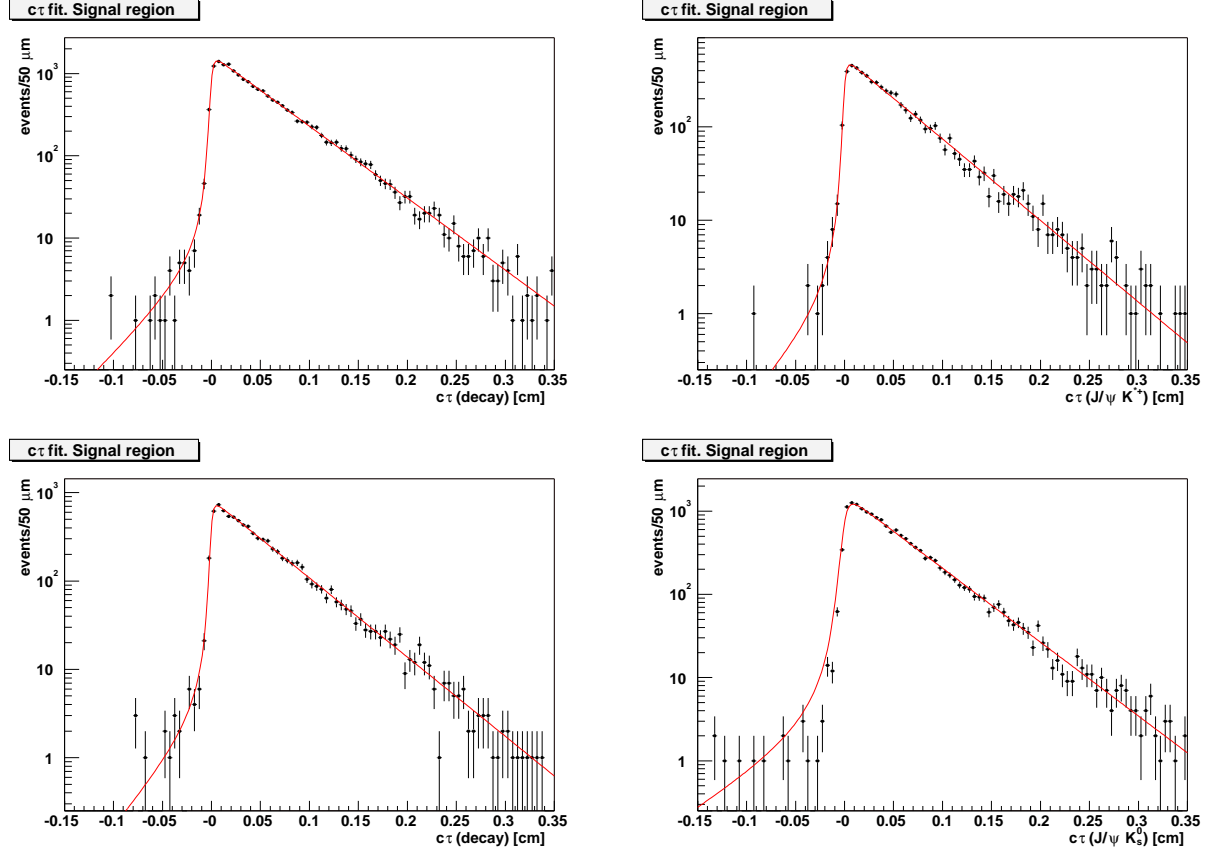 cτ fit. Signal region
events/50 μm
10³
10²
10
1
-0.15 -0.1 -0.05 -0 0.05 0.1 0.15 0.2 0.25 0.3 0.35
cτ (decay) [cm]
cτ fit. Signal region
events/50 μm
10²
10
1
-0.15 -0.1 -0.05 -0 0.05 0.1 0.15 0.2 0.25 0.3 0.35
cτ (J/ψ K*⁺) [cm]
cτ fit. Signal region
events/50 μm
10³
10²
10
1
-0.15 -0.1 -0.05 -0 0.05 0.1 0.15 0.2 0.25 0.3 0.35
cτ (decay) [cm]
cτ fit. Signal region
events/50 μm
10³
10²
10
1
-0.15 -0.1 -0.05 -0 0.05 0.1 0.15 0.2 0.25 0.3 0.35
cτ (J/ψ K⁰ₛ) [cm]